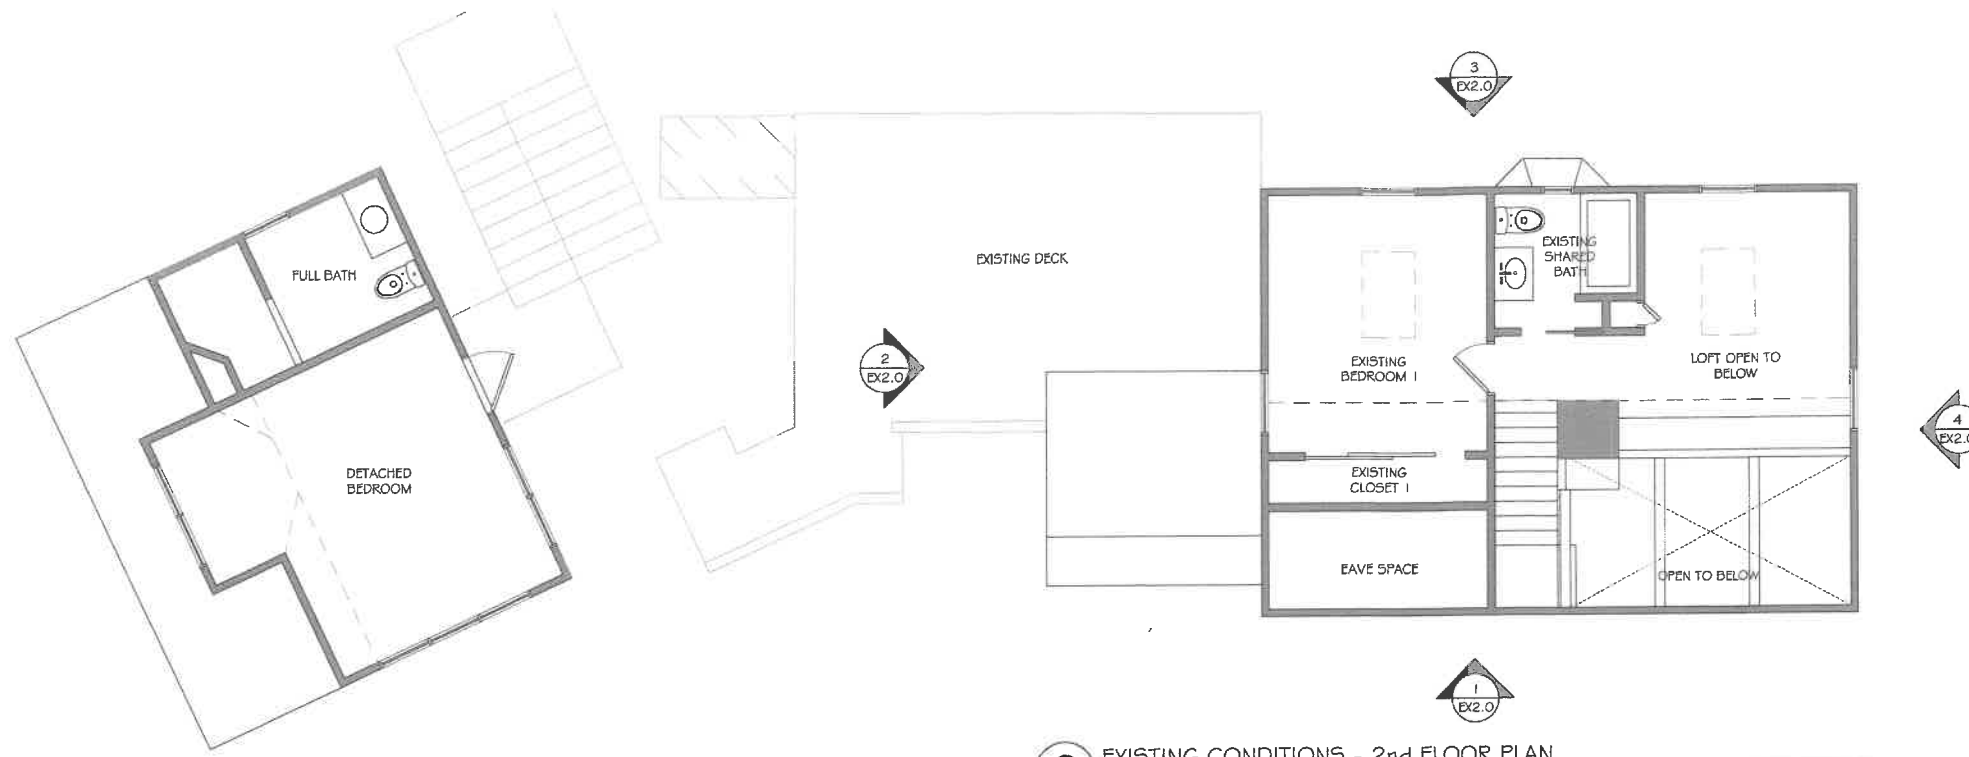 3
EX2.0
FULL BATH
EXISTING DECK
EXISTING
SHARED
BATH
2
EX2.0
EXISTING
BEDROOM 1
LOFT OPEN TO
BELOW
4
EX2.0
DETACHED
BEDROOM
EXISTING
CLOSET 1
EAVE SPACE
OPEN TO BELOW
1
EX2.0
EXISTING CONDITIONS - 2nd FLOOR PLAN